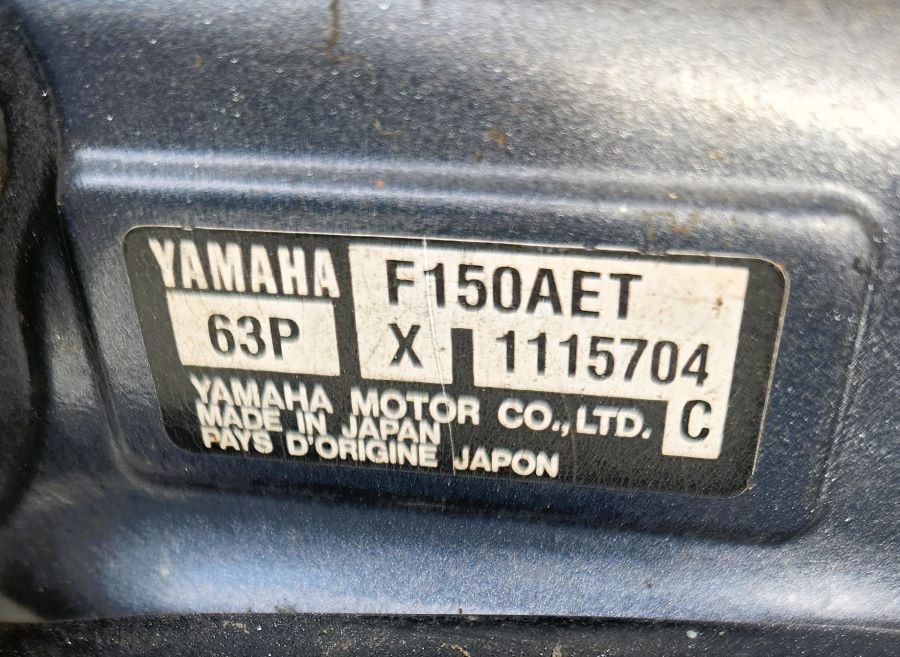 YAMAHA F150AET
63P X 1115704
YAMAHA MOTOR CO.,LTD. C
MADE IN JAPAN
PAYS D'ORIGINE JAPON